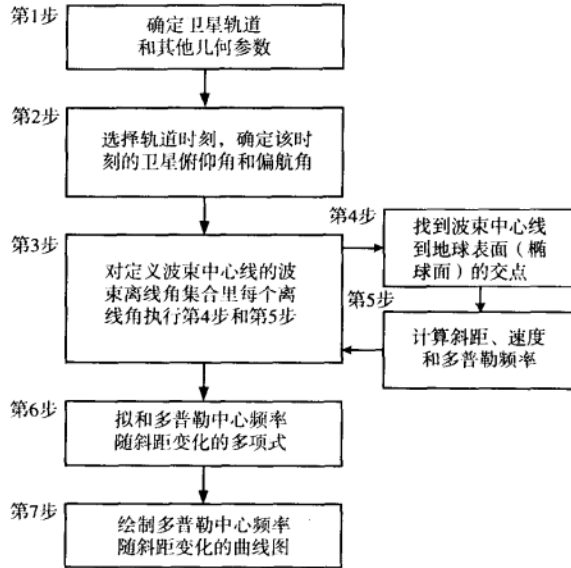 第1步
确定卫星轨道
和其他几何参数
第2步
选择轨道时刻，确定该时
刻的卫星俯仰角和偏航角
第3步
对定义波束中心线的波
束离线角集合里每个离
线角执行第4步和第5步
第4步
找到波束中心线
到地球表面（椭
球面）的交点
第5步
计算斜距、速度
和多普勒频率
第6步
拟和多普勒中心频率
随斜距变化的多项式
第7步
绘制多普勒中心频率
随斜距变化的曲线图